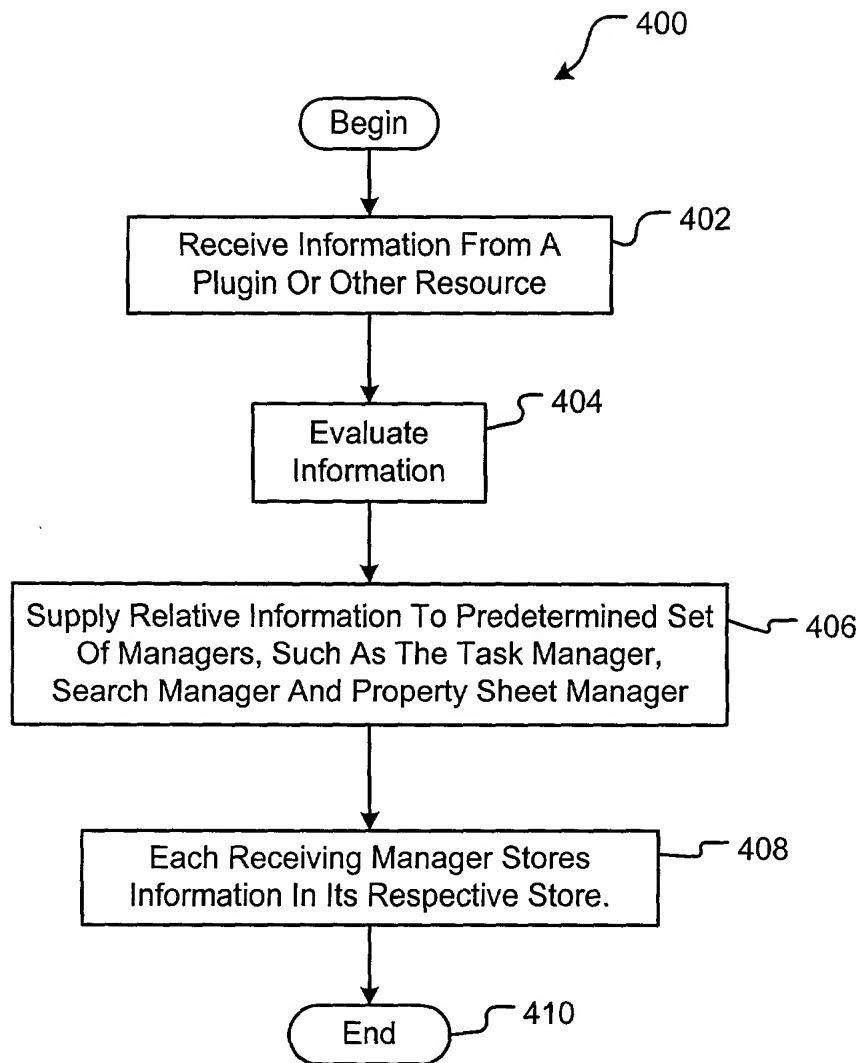 400
Begin
402
Receive Information From A
Plugin Or Other Resource
404
Evaluate
Information
Supply Relative Information To Predetermined Set
Of Managers, Such As The Task Manager,
Search Manager And Property Sheet Manager
406
Each Receiving Manager Stores
Information In Its Respective Store.
408
End
410